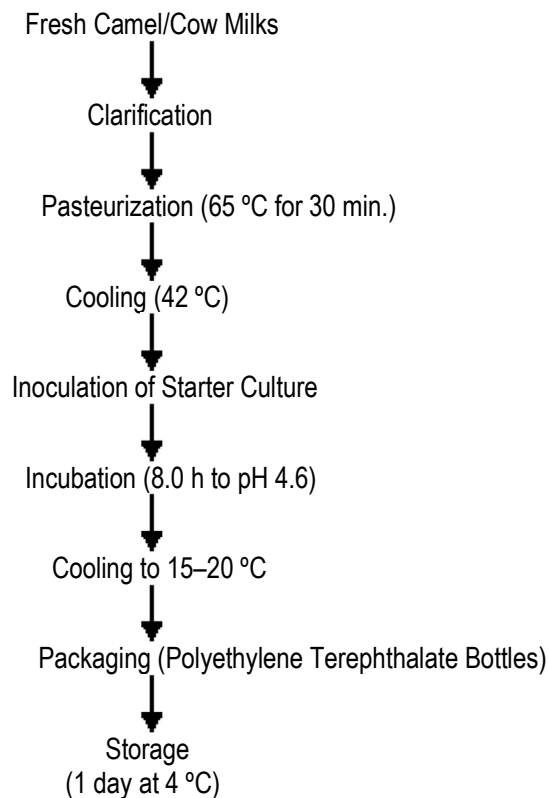 Fresh Camel/Cow Milks
Clarification
Pasteurization (65 ºC for 30 min.)
Cooling (42 ºC)
Inoculation of Starter Culture
Incubation (8.0 h to pH 4.6)
Cooling to 15–20 ºC
Packaging (Polyethylene Terephthalate Bottles)
Storage
(1 day at 4 ºC)